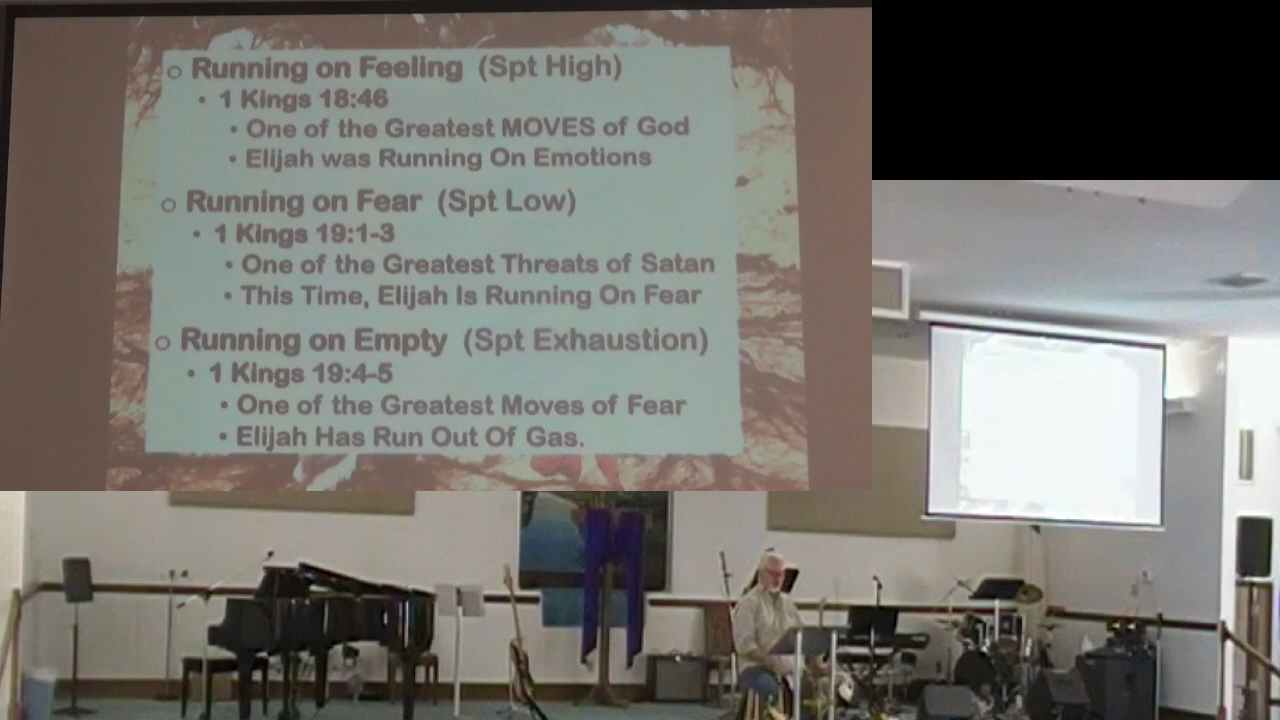 Running on Feeling (Spt High)
1 Kings 18:46
One of the Greatest MOVES of God
Elijah was Running On Emotions
Running on Fear (Spt Low)
1 Kings 19:1-3
One of the Greatest Threats of Satan
This Time, Elijah Is Running On Fear
Running on Empty (Spt Exhaustion)
1 Kings 19:4-5
One of the Greatest Moves of Fear
Elijah Has Run Out Of Gas.